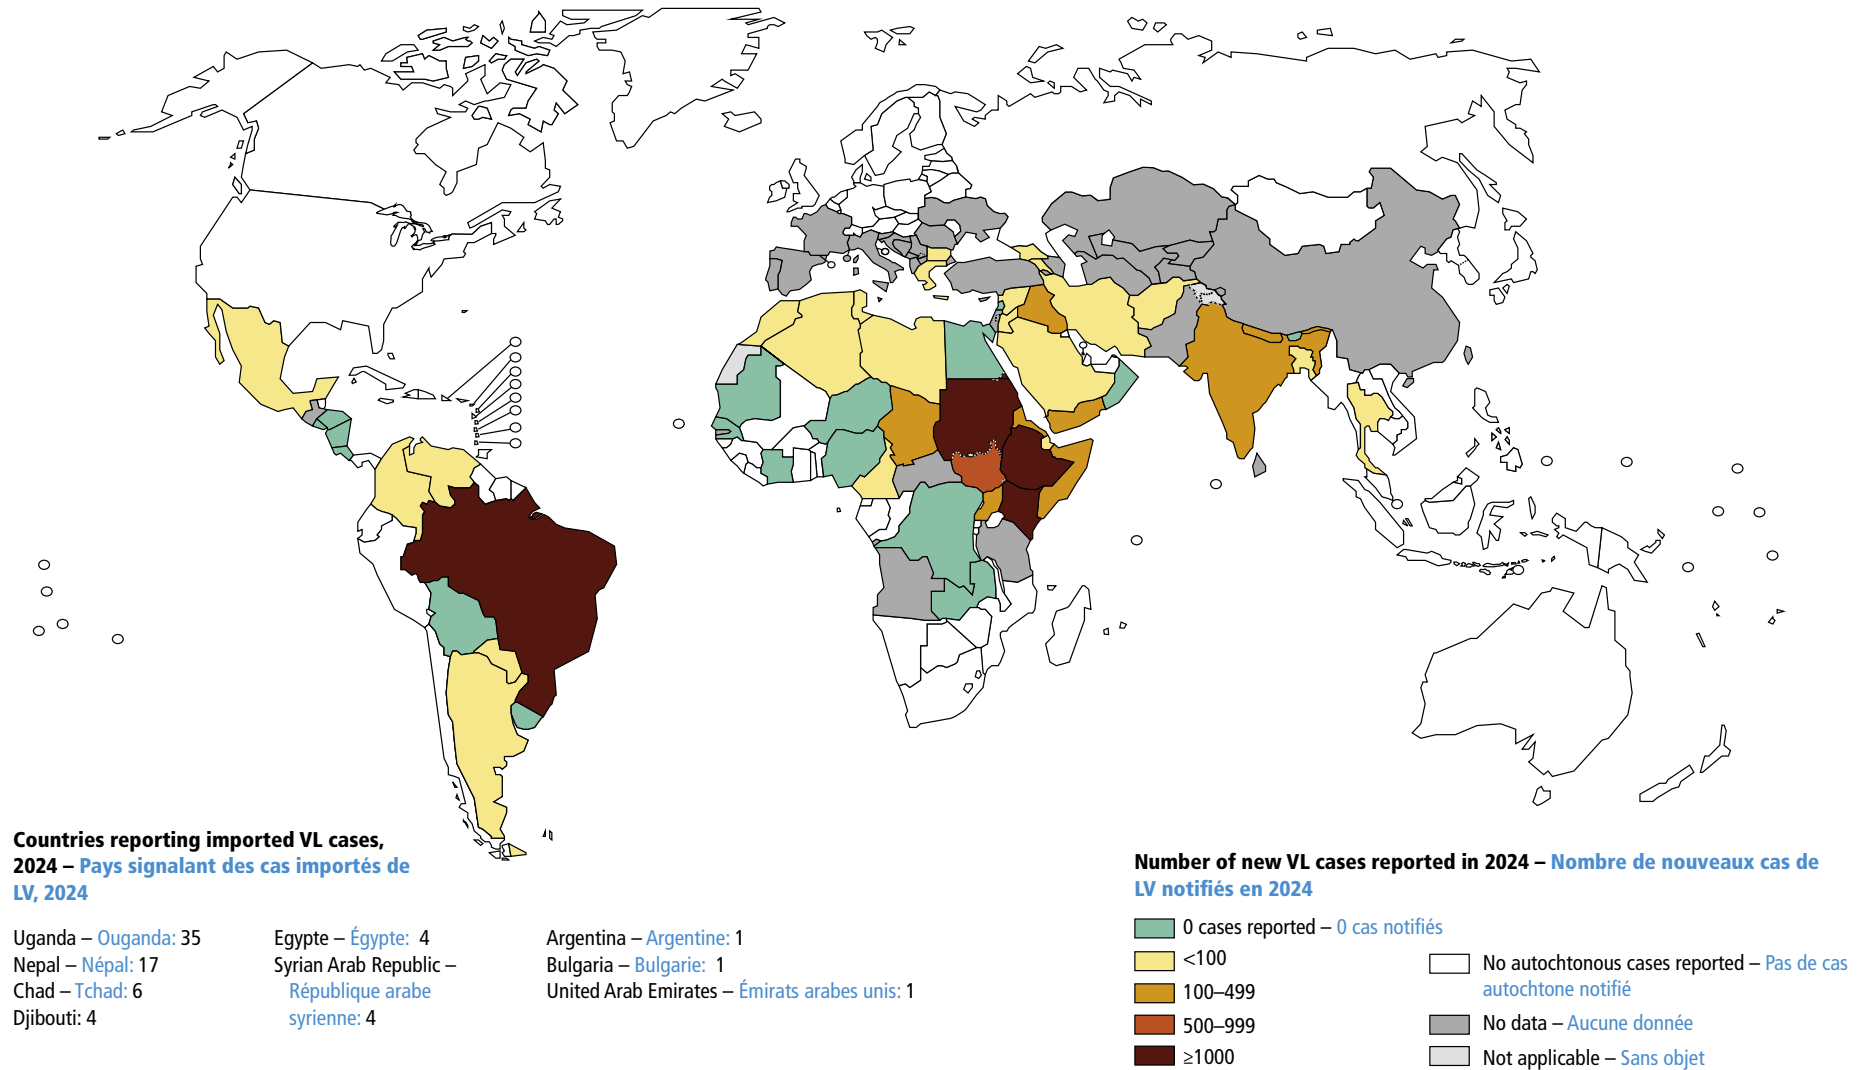 Countries reporting imported VL cases,
2024 – Pays signalant des cas importés de
LV, 2024
Uganda – Ouganda: 35
Nepal – Népal: 17
Chad – Tchad: 6
Djibouti: 4
Egypte – Égypte: 4
Syrian Arab Republic –
République arabe
syrienne: 4
Argentina – Argentine: 1
Bulgaria – Bulgarie: 1
United Arab Emirates – Émirats arabes unis: 1
Number of new VL cases reported in 2024 – Nombre de nouveaux cas de
LV notifiés en 2024
0 cases reported – 0 cas notifiés
<100
100–499
500–999
≥1000
No autochtonous cases reported – Pas de cas
autochtone notifié
No data – Aucune donnée
Not applicable – Sans objet